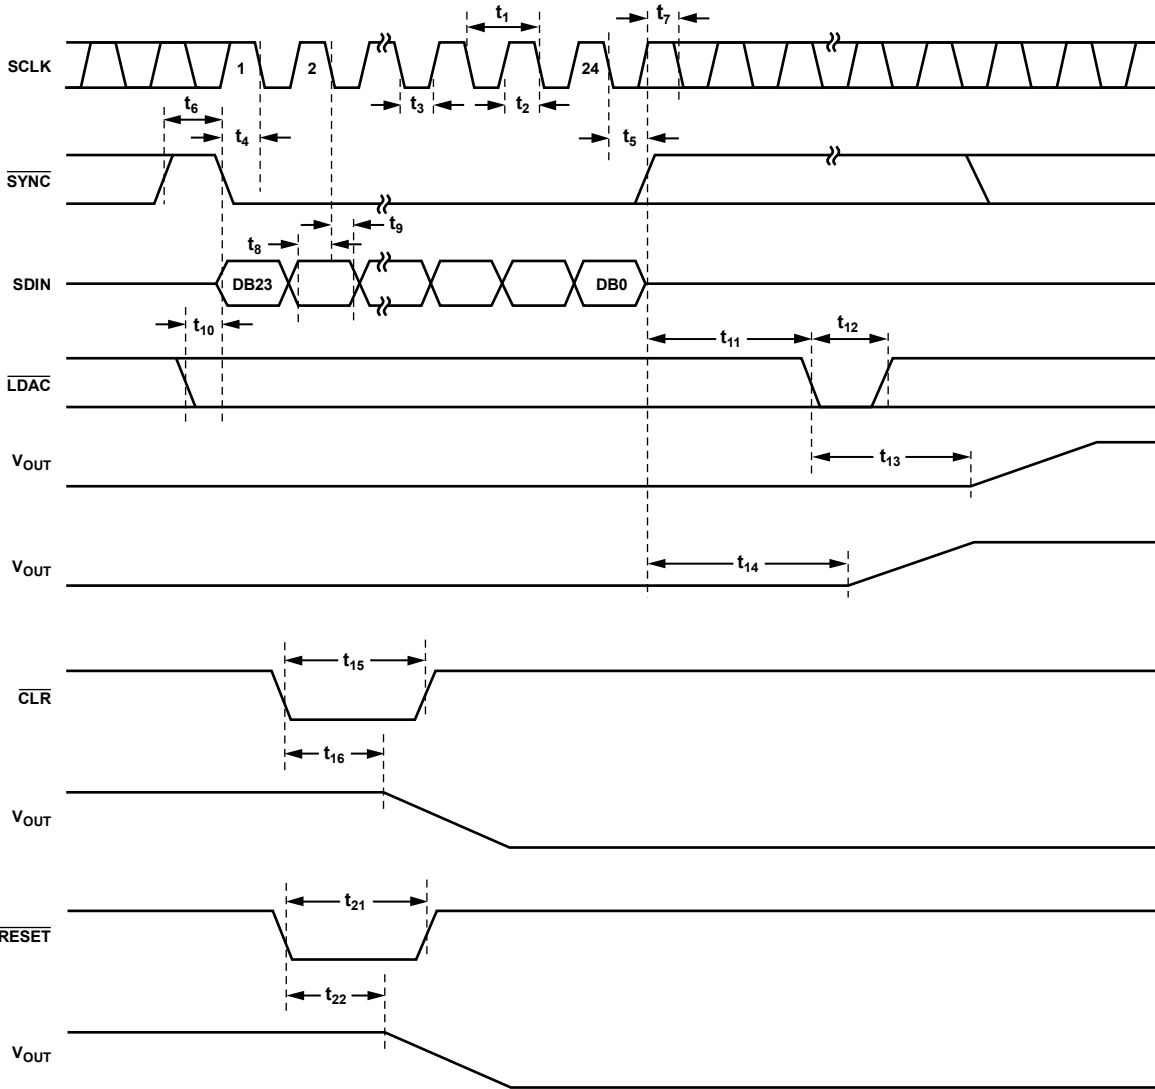 t1
t7
SCLK
1
2
24
t3
t2
t6
t4
t5
SYNC
t9
t8
SDIN
DB23
DB0
t10
t11
t12
LDAC
VOUT
t13
VOUT
t14
t15
CLR
t16
VOUT
t21
RESET
t22
VOUT